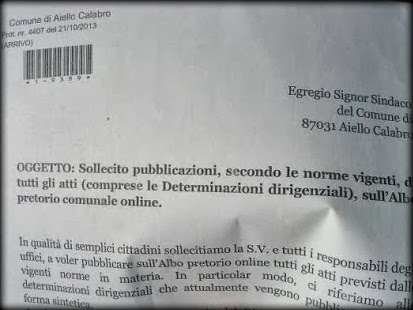 Comune di Aiello Calabro
Prot. nr. 4407 del 21/10/2013
(ARRIVO)
Egregio Signor Sindaco
del Comune di
87031 Aiello Calabro
OGGETTO: Sollecito pubblicazioni, secondo le norme vigenti, d
tutti gli atti (comprese le Determinazioni dirigenziali), sull'Albo
pretorio comunale online.
In qualità di semplici cittadini sollecitiamo la S.V. e tutti i responsabili deg
uffici, a voler pubblicare sull'Albo pretorio online tutti gli atti previsti dalle
vigenti norme in materia. In particolar modo, ci riferiamo alle
determinazioni dirigenziali che attualmente vengono pubblic
forma sintetica.